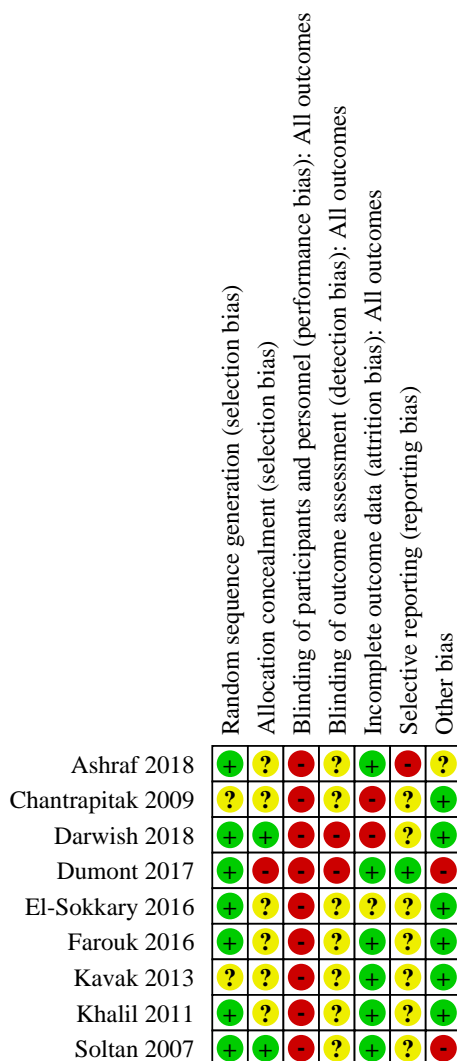 Random sequence generation (selection bias)
Allocation concealment (selection bias)
Blinding of participants and personnel (performance bias): All outcomes
Blinding of outcome assessment (detection bias): All outcomes
Incomplete outcome data (attrition bias): All outcomes
Selective reporting (reporting bias)
Other bias
Ashraf 2018 + ? - ? + - ?
Chantrapitak 2009 ? ? - ? - ? +
Darwish 2018 + + - - - ? +
Dumont 2017 + - - - + + -
El-Sokkary 2016 + ? - ? ? ? +
Farouk 2016 + ? - ? + ? +
Kavak 2013 ? ? - ? + ? +
Khalil 2011 + ? - ? + ? +
Soltan 2007 + + - ? + ? -